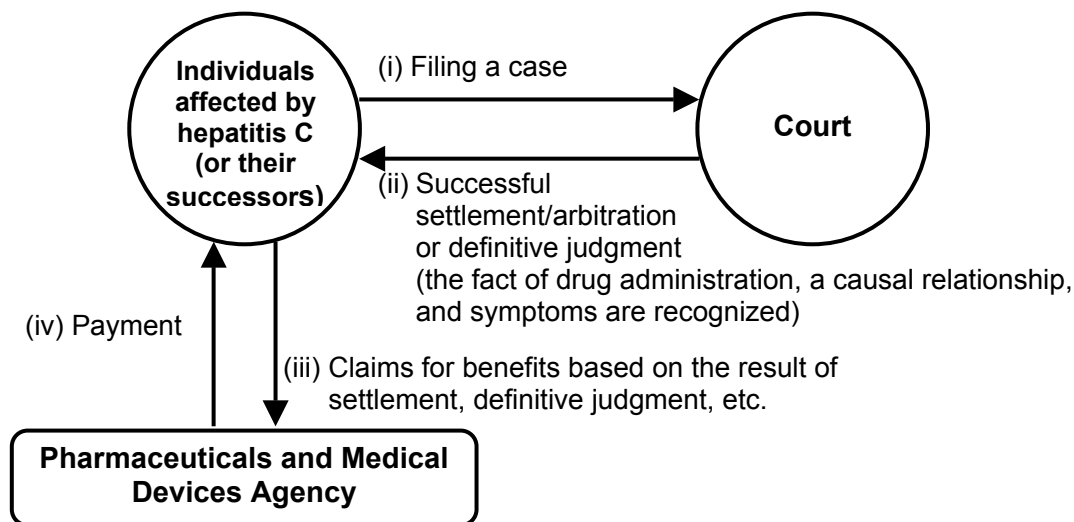 Individuals
affected by
hepatitis C
(or their
successors)
(i) Filing a case
Court
(ii) Successful
settlement/arbitration
or definitive judgment
(the fact of drug administration, a causal relationship,
and symptoms are recognized)
(iv) Payment
(iii) Claims for benefits based on the result of
settlement, definitive judgment, etc.
Pharmaceuticals and Medical
Devices Agency